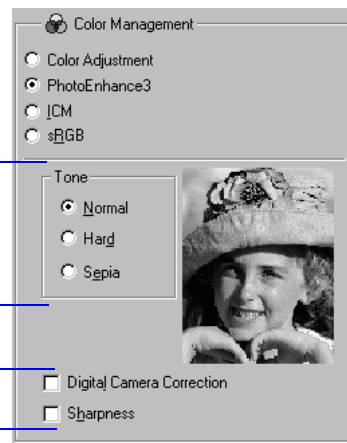 Color Management
Color Adjustment
PhotoEnhance3
ICM
sRGB
Tone
Normal
Hard
Sepia
Digital Camera Correction
Sharpness